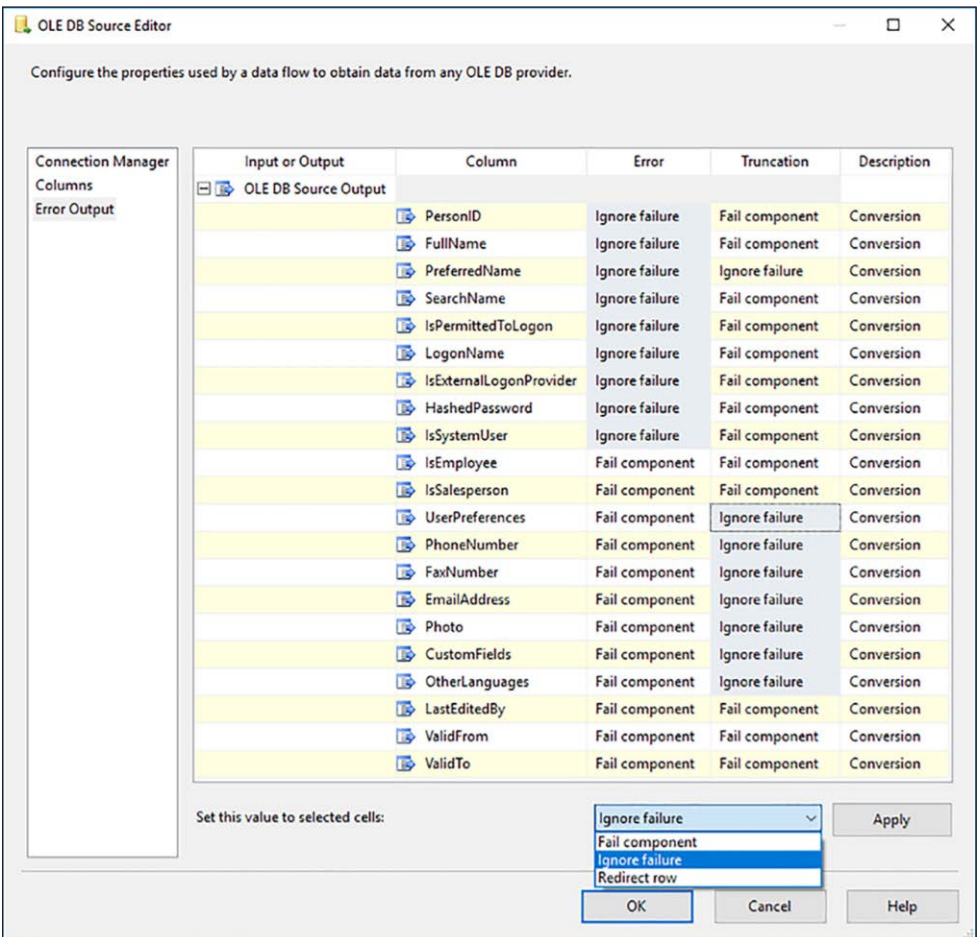 OLE DB Source Editor
Configure the properties used by a data flow to obtain data from any OLE DB provider.
Connection Manager
Columns
Error Output
Input or Output Column Error Truncation Description
OLE DB Source Output
PersonID Ignore failure Fail component Conversion
FullName Ignore failure Fail component Conversion
PreferredName Ignore failure Ignore failure Conversion
SearchName Ignore failure Fail component Conversion
IsPermittedToLogon Ignore failure Fail component Conversion
LogonName Ignore failure Fail component Conversion
IsExternalLogonProvider Ignore failure Fail component Conversion
HashedPassword Ignore failure Fail component Conversion
IsSystemUser Ignore failure Fail component Conversion
IsEmployee Fail component Fail component Conversion
IsSalesperson Fail component Fail component Conversion
UserPreferences Fail component Ignore failure Conversion
PhoneNumber Fail component Ignore failure Conversion
FaxNumber Fail component Ignore failure Conversion
EmailAddress Fail component Ignore failure Conversion
Photo Fail component Ignore failure Conversion
CustomFields Fail component Ignore failure Conversion
OtherLanguages Fail component Ignore failure Conversion
LastEditedBy Fail component Fail component Conversion
ValidFrom Fail component Fail component Conversion
ValidTo Fail component Fail component Conversion
Set this value to selected cells: Ignore failure Apply
Fail component
Ignore failure
Redirect row
OK Cancel Help